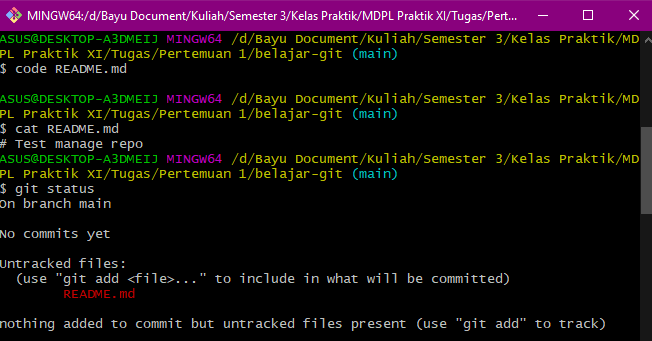 MINGW64:/d/Bayu Document/Kuliah/Semester 3/Kelas Praktik/MDPL Praktik XI/Tugas/Pert...
ASUS@DESKTOP-A3DMEIJ MINGW64 /d/Bayu Document/Kuliah/Semester 3/Kelas Praktik/MD
PL Praktik XI/Tugas/Pertemuan 1/belajar-git (main)
$ code README.md
ASUS@DESKTOP-A3DMEIJ MINGW64 /d/Bayu Document/Kuliah/Semester 3/Kelas Praktik/MD
PL Praktik XI/Tugas/Pertemuan 1/belajar-git (main)
$ cat README.md
# Test manage repo
ASUS@DESKTOP-A3DMEIJ MINGW64 /d/Bayu Document/Kuliah/Semester 3/Kelas Praktik/MD
PL Praktik XI/Tugas/Pertemuan 1/belajar-git (main)
$ git status
On branch main
No commits yet
Untracked files:
(use "git add <file>..." to include in what will be committed)
README.md
nothing added to commit but untracked files present (use "git add" to track)